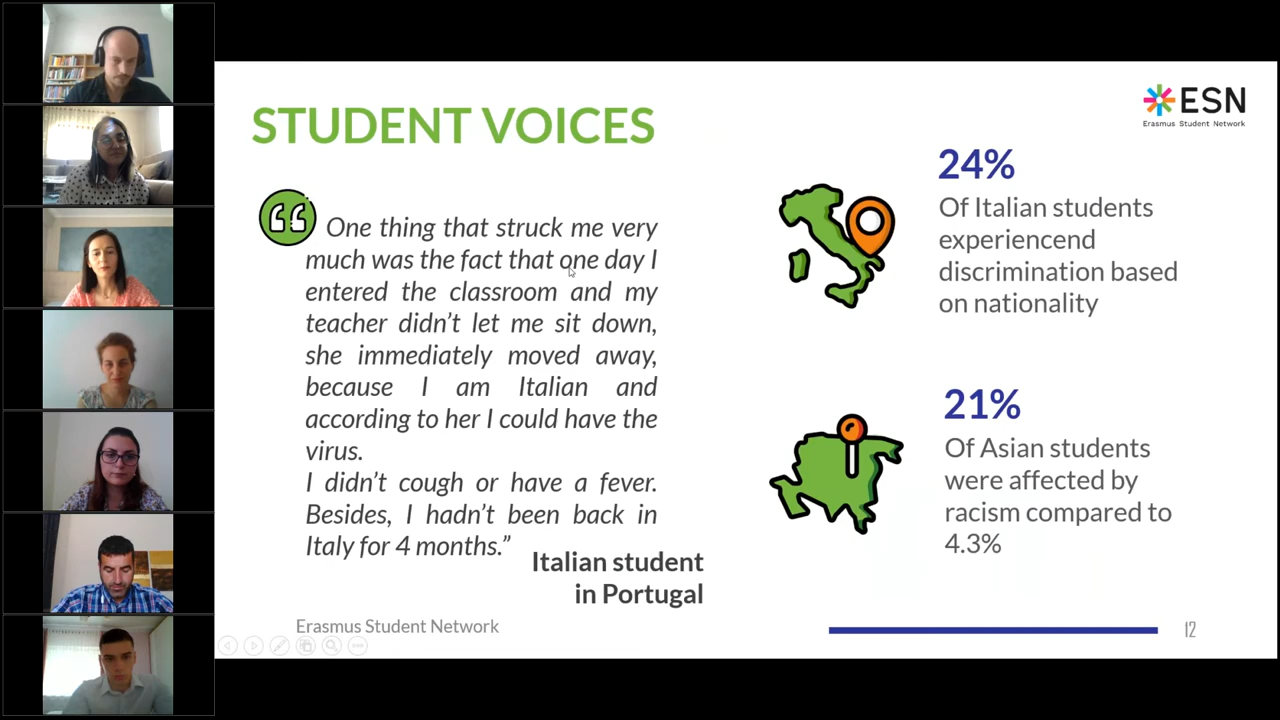 STUDENT VOICES
ESN
Erasmus Student Network
One thing that struck me very
much was the fact that one day I
entered the classroom and my
teacher didn’t let me sit down,
she immediately moved away,
because I am Italian and
according to her I could have the
virus.
I didn’t cough or have a fever.
Besides, I hadn’t been back in
Italy for 4 months.”
Italian student
in Portugal
24%
Of Italian students
experiencend
discrimination based
on nationality
21%
Of Asian students
were affected by
racism compared to
4.3%
Erasmus Student Network
12